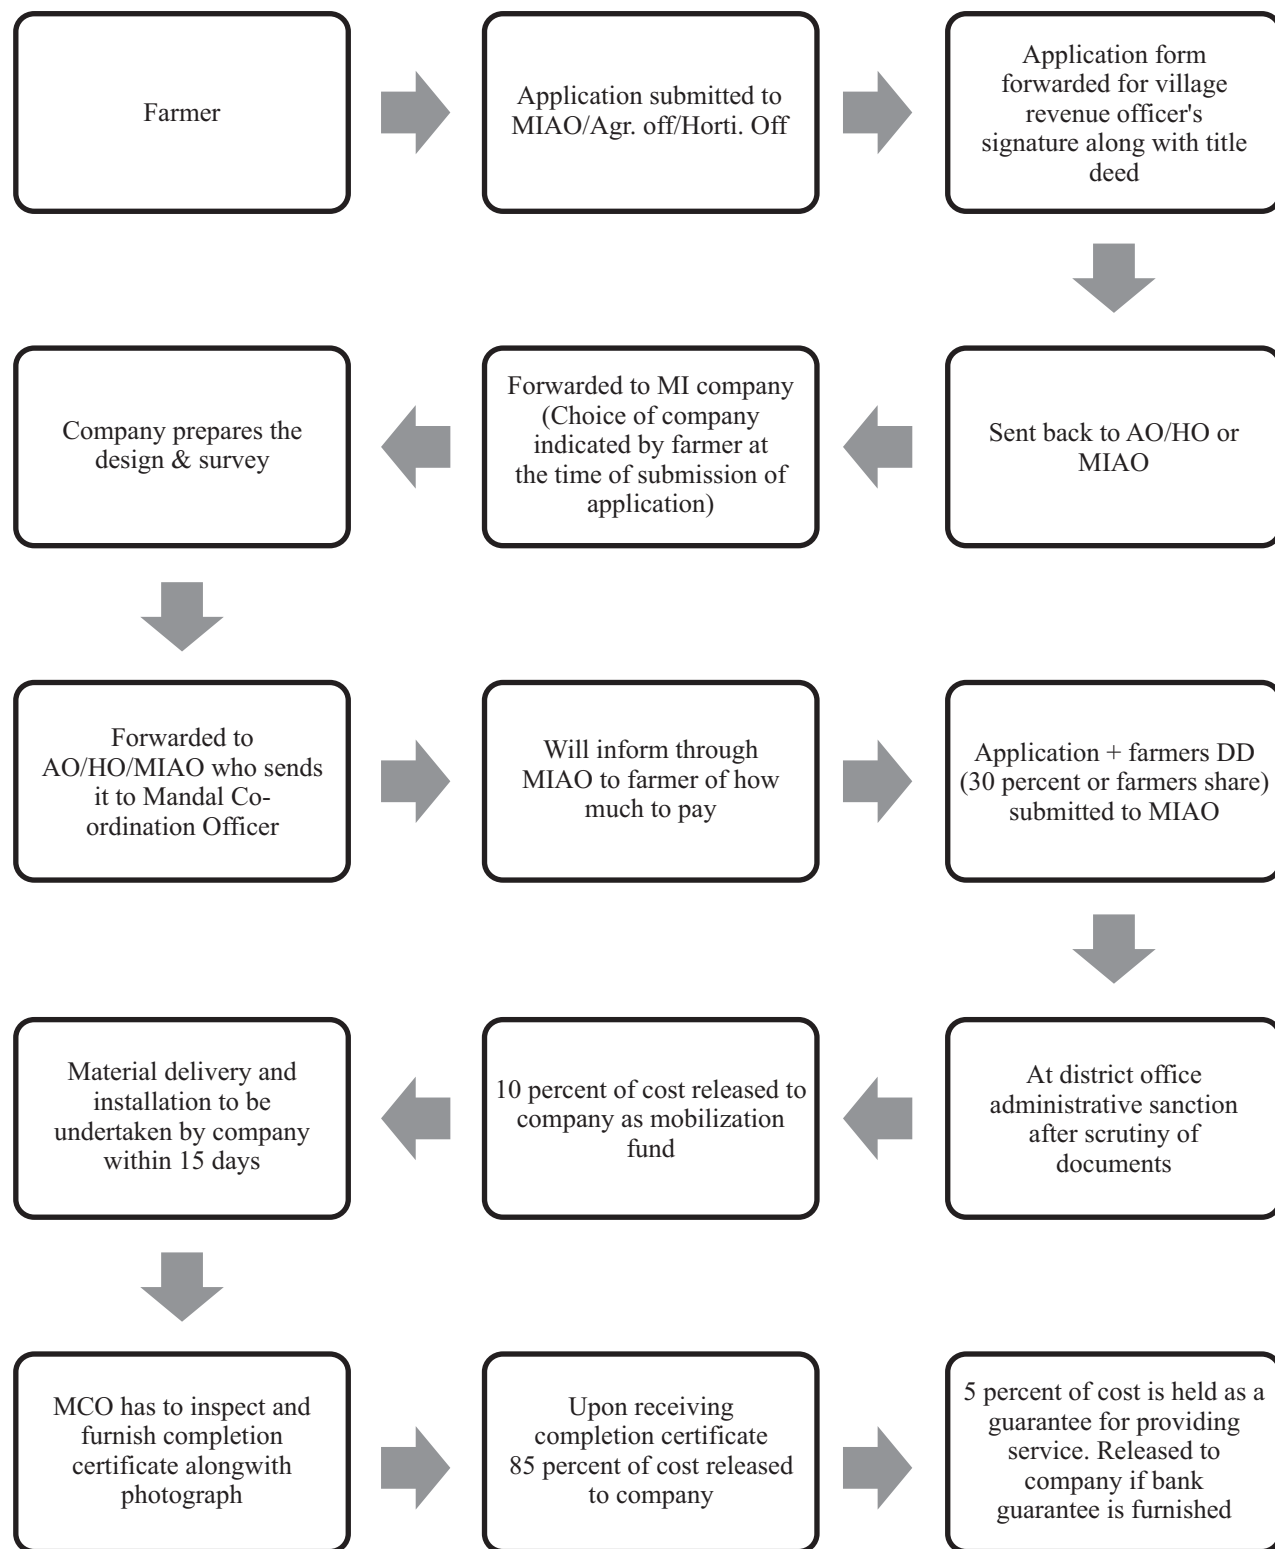 Farmer
Application submitted to
MIAO/Agr. off/Horti. Off
Application form
forwarded for village
revenue officer's
signature along with title
deed
Sent back to AO/HO or
MIAO
Forwarded to MI company
(Choice of company
indicated by farmer at
the time of submission of
application)
Company prepares the
design & survey
Forwarded to
AO/HO/MIAO who sends
it to Mandal Co-
ordination Officer
Will inform through
MIAO to farmer of how
much to pay
Application + farmers DD
(30 percent or farmers share)
submitted to MIAO
At district office
administrative sanction
after scrutiny of
documents
10 percent of cost released to
company as mobilization
fund
Material delivery and
installation to be
undertaken by company
within 15 days
MCO has to inspect and
furnish completion
certificate alongwith
photograph
Upon receiving
completion certificate
85 percent of cost released
to company
5 percent of cost is held as a
guarantee for providing
service. Released to
company if bank
guarantee is furnished